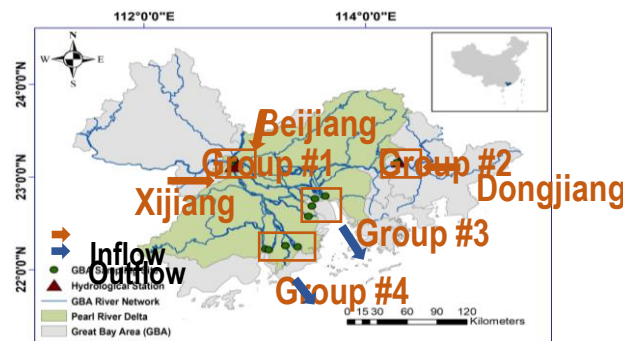 112°0'0"E
114°0'0"E
N
W E
S
24°0'0"N
23°0'0"N
22°0'0"N
Beijiang
Group #1
Group #2
Xijiang
Dongjiang
Group #3
Group #4
Inflow
Outflow
GBA Sam
Hydrological Station
GBA River Network
Pearl River Delta
Great Bay Area (GBA)
0 15 30 60 90 120
Kilometers